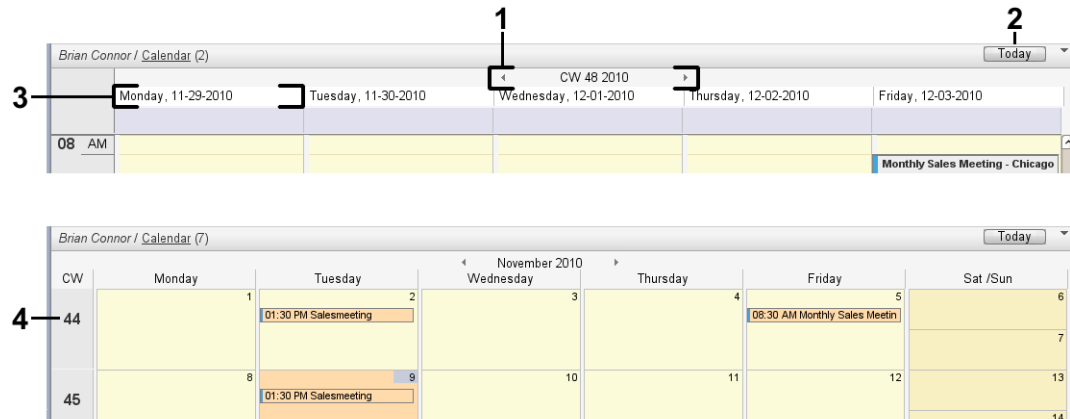 1 2
Brian Connor / Calendar (2) Today
CW 48 2010
3 Monday, 11-29-2010 Tuesday, 11-30-2010 Wednesday, 12-01-2010 Thursday, 12-02-2010 Friday, 12-03-2010
08 AM
Monthly Sales Meeting - Chicago
Brian Connor / Calendar (7) Today
November 2010
CW Monday Tuesday Wednesday Thursday Friday Sat /Sun
1 2 3 4 5 6
4 44 01:30 PM Salesmeeting 08:30 AM Monthly Sales Meetin
7
8 9 10 11 12 13
45 01:30 PM Salesmeeting
14